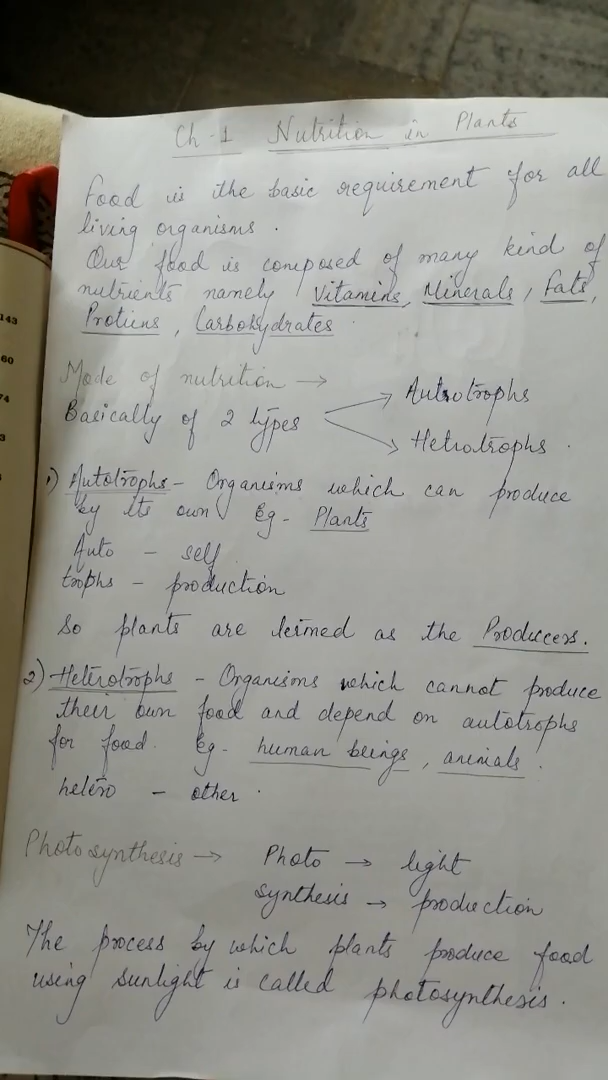 Ch-1 Nutrition in Plants
Food is the basic requirement for all
living organisms.
Our food is composed of many kind of
nutrients namely Vitamins, Minerals, Fats,
Protiens, Carbohydrates.
Mode of nutrition →
Basically of 2 types
Autotrophs
Hetrotrophs.
1) Autotrophs - Organisms which can produce
by its own Eg- Plants
Auto - self
trophs - production
So plants are termed as the Producers.
2) Heterotrophs - Organisms which cannot produce
their own food and depend on autotrophs
for food. Eg- human beings, animals.
hetero - other.
Photosynthesis → Photo → light
synthesis → production
The process by which plants produce food
using sunlight is called photosynthesis.
143
60
74
3